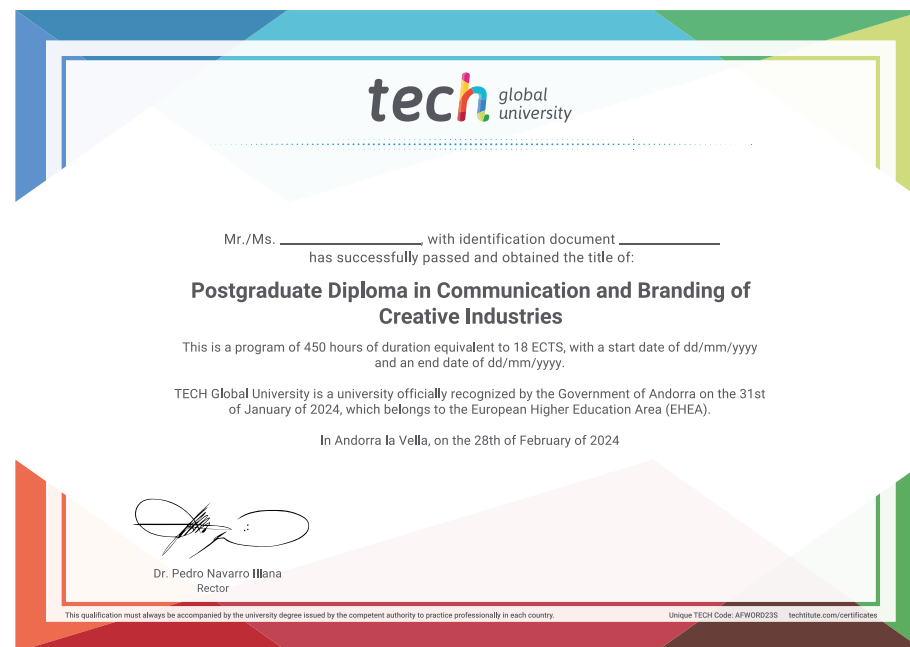 tech global university
Mr./Ms. ____________, with identification document ____________
has successfully passed and obtained the title of:
Postgraduate Diploma in Communication and Branding of
Creative Industries
This is a program of 450 hours of duration equivalent to 18 ECTS, with a start date of dd/mm/yyyy
and an end date of dd/mm/yyyy.
TECH Global University is a university officially recognized by the Government of Andorra on the 31st
of January of 2024, which belongs to the European Higher Education Area (EHEA).
In Andorra la Vella, on the 28th of February of 2024
Dr. Pedro Navarro Illana
Rector
This qualification must always be accompanied by the university degree issued by the competent authority to practice professionally in each country. Unique TECH Code: AFWORD23S techtitute.com/certificates